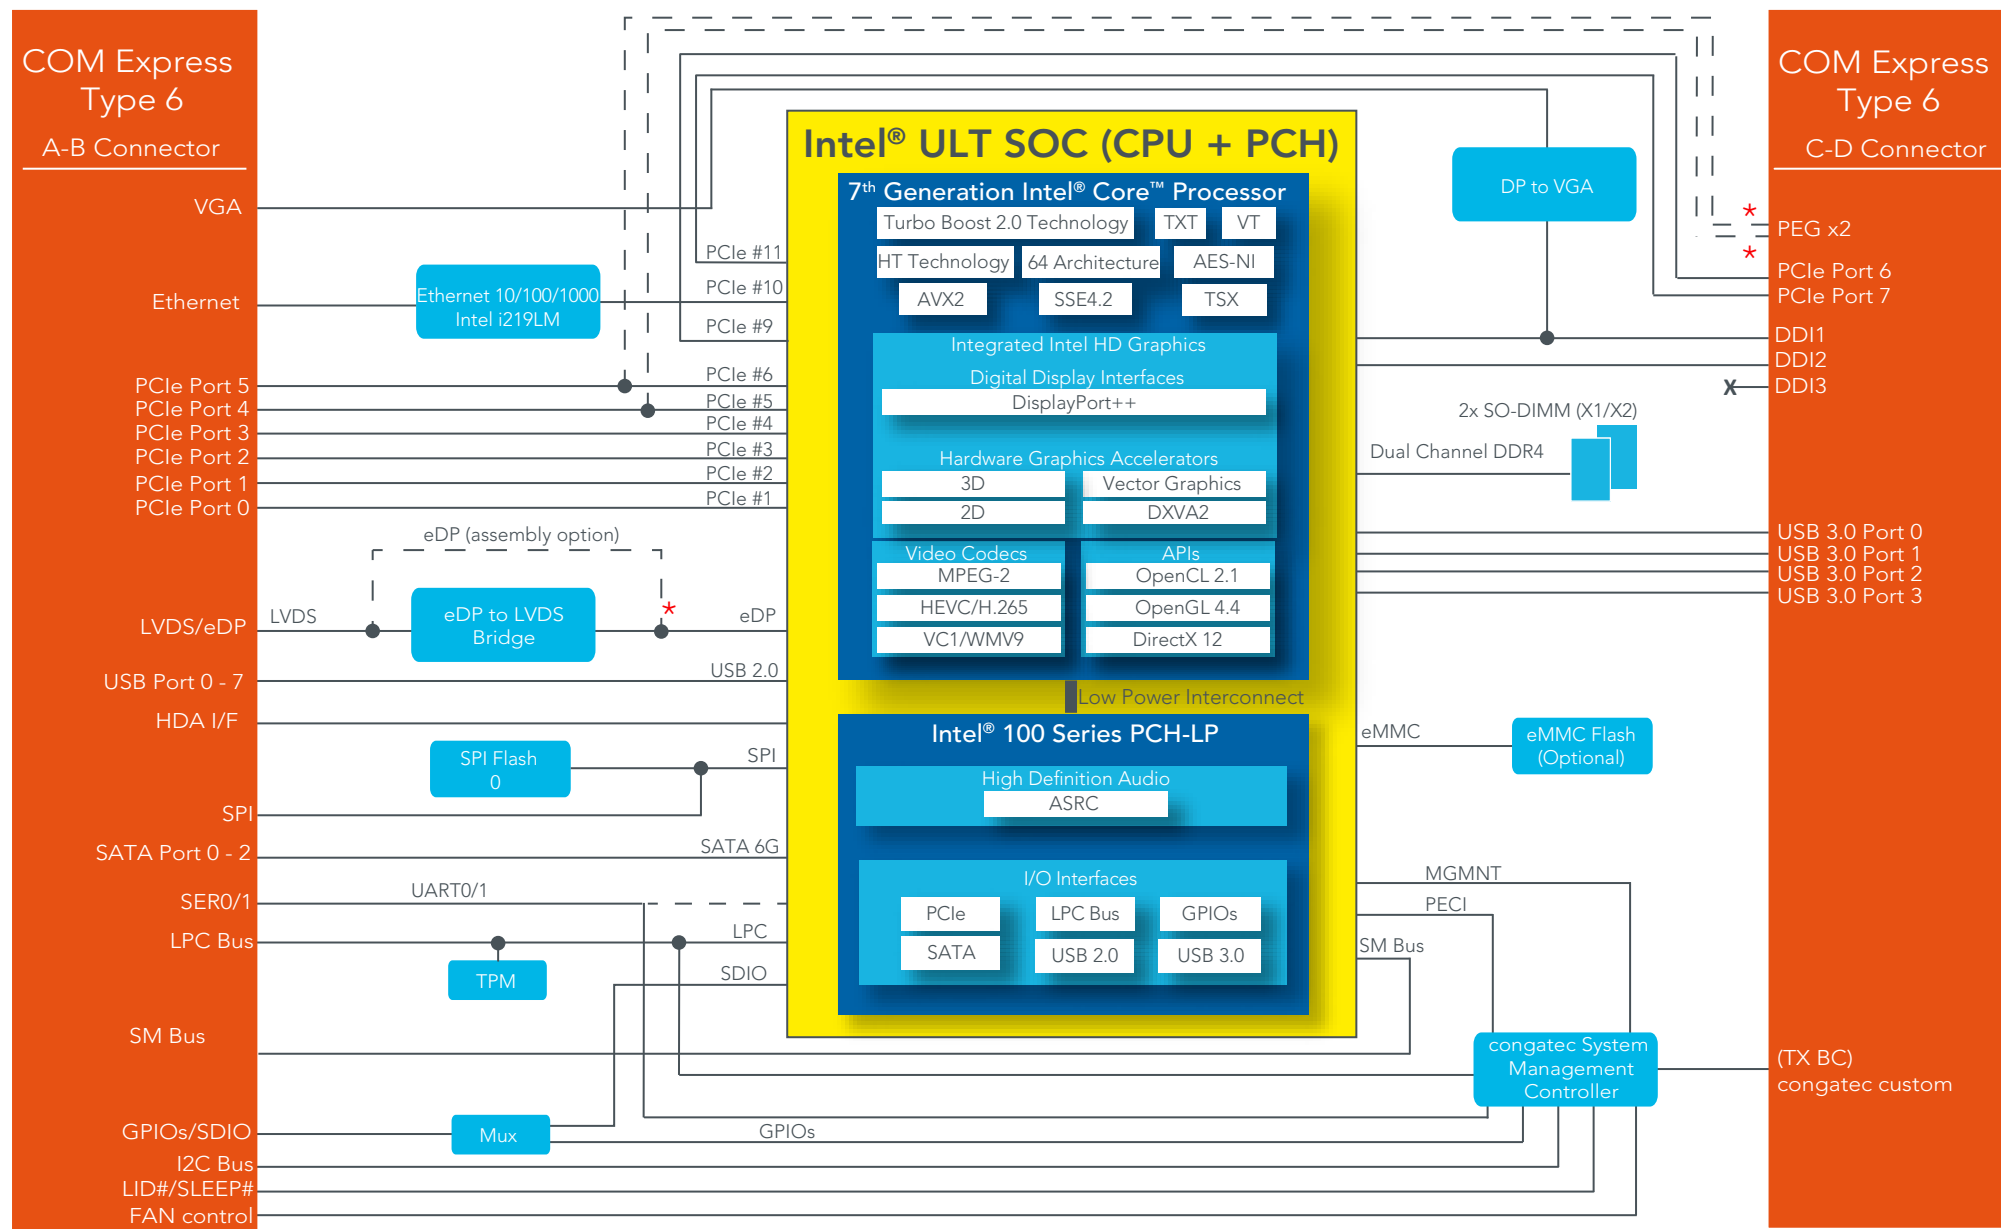 COM Express
Type 6
A-B Connector
VGA
Ethernet
PCIe Port 5
PCIe Port 4
PCIe Port 3
PCIe Port 2
PCIe Port 1
PCIe Port 0
LVDS/eDP
USB Port 0 - 7
HDA I/F
SPI
SATA Port 0 - 2
SER0/1
LPC Bus
SM Bus
GPIOs/SDIO
I2C Bus
LID#/SLEEP#
FAN control
Ethernet 10/100/1000
Intel i219LM
eDP (assembly option)
LVDS
eDP to LVDS
Bridge
*
eDP
USB 2.0
SPI Flash
0
SPI
SATA 6G
UART0/1
LPC
TPM
SDIO
Mux
GPIOs
PCIe #11
PCIe #10
PCIe #9
PCIe #6
PCIe #5
PCIe #4
PCIe #3
PCIe #2
PCIe #1
Intel® ULT SOC (CPU + PCH)
7th Generation Intel® Core™ Processor
Turbo Boost 2.0 Technology TXT VT
HT Technology 64 Architecture AES-NI
AVX2 SSE4.2 TSX
Integrated Intel HD Graphics
Digital Display Interfaces
DisplayPort++
Hardware Graphics Accelerators
3D Vector Graphics
2D DXVA2
Video Codecs
MPEG-2
HEVC/H.265
VC1/WMV9
APIs
OpenCL 2.1
OpenGL 4.4
DirectX 12
Low Power Interconnect
Intel® 100 Series PCH-LP
High Definition Audio
ASRC
I/O Interfaces
PCIe LPC Bus GPIOs
SATA USB 2.0 USB 3.0
DP to VGA
2x SO-DIMM (X1/X2)
Dual Channel DDR4
eMMC
eMMC Flash
(Optional)
MGMNT
PECI
SM Bus
congatec System
Management
Controller
COM Express
Type 6
C-D Connector
*
PEG x2
*
PCIe Port 6
PCIe Port 7
DDI1
DDI2
X DDI3
USB 3.0 Port 0
USB 3.0 Port 1
USB 3.0 Port 2
USB 3.0 Port 3
(TX BC)
congatec custom